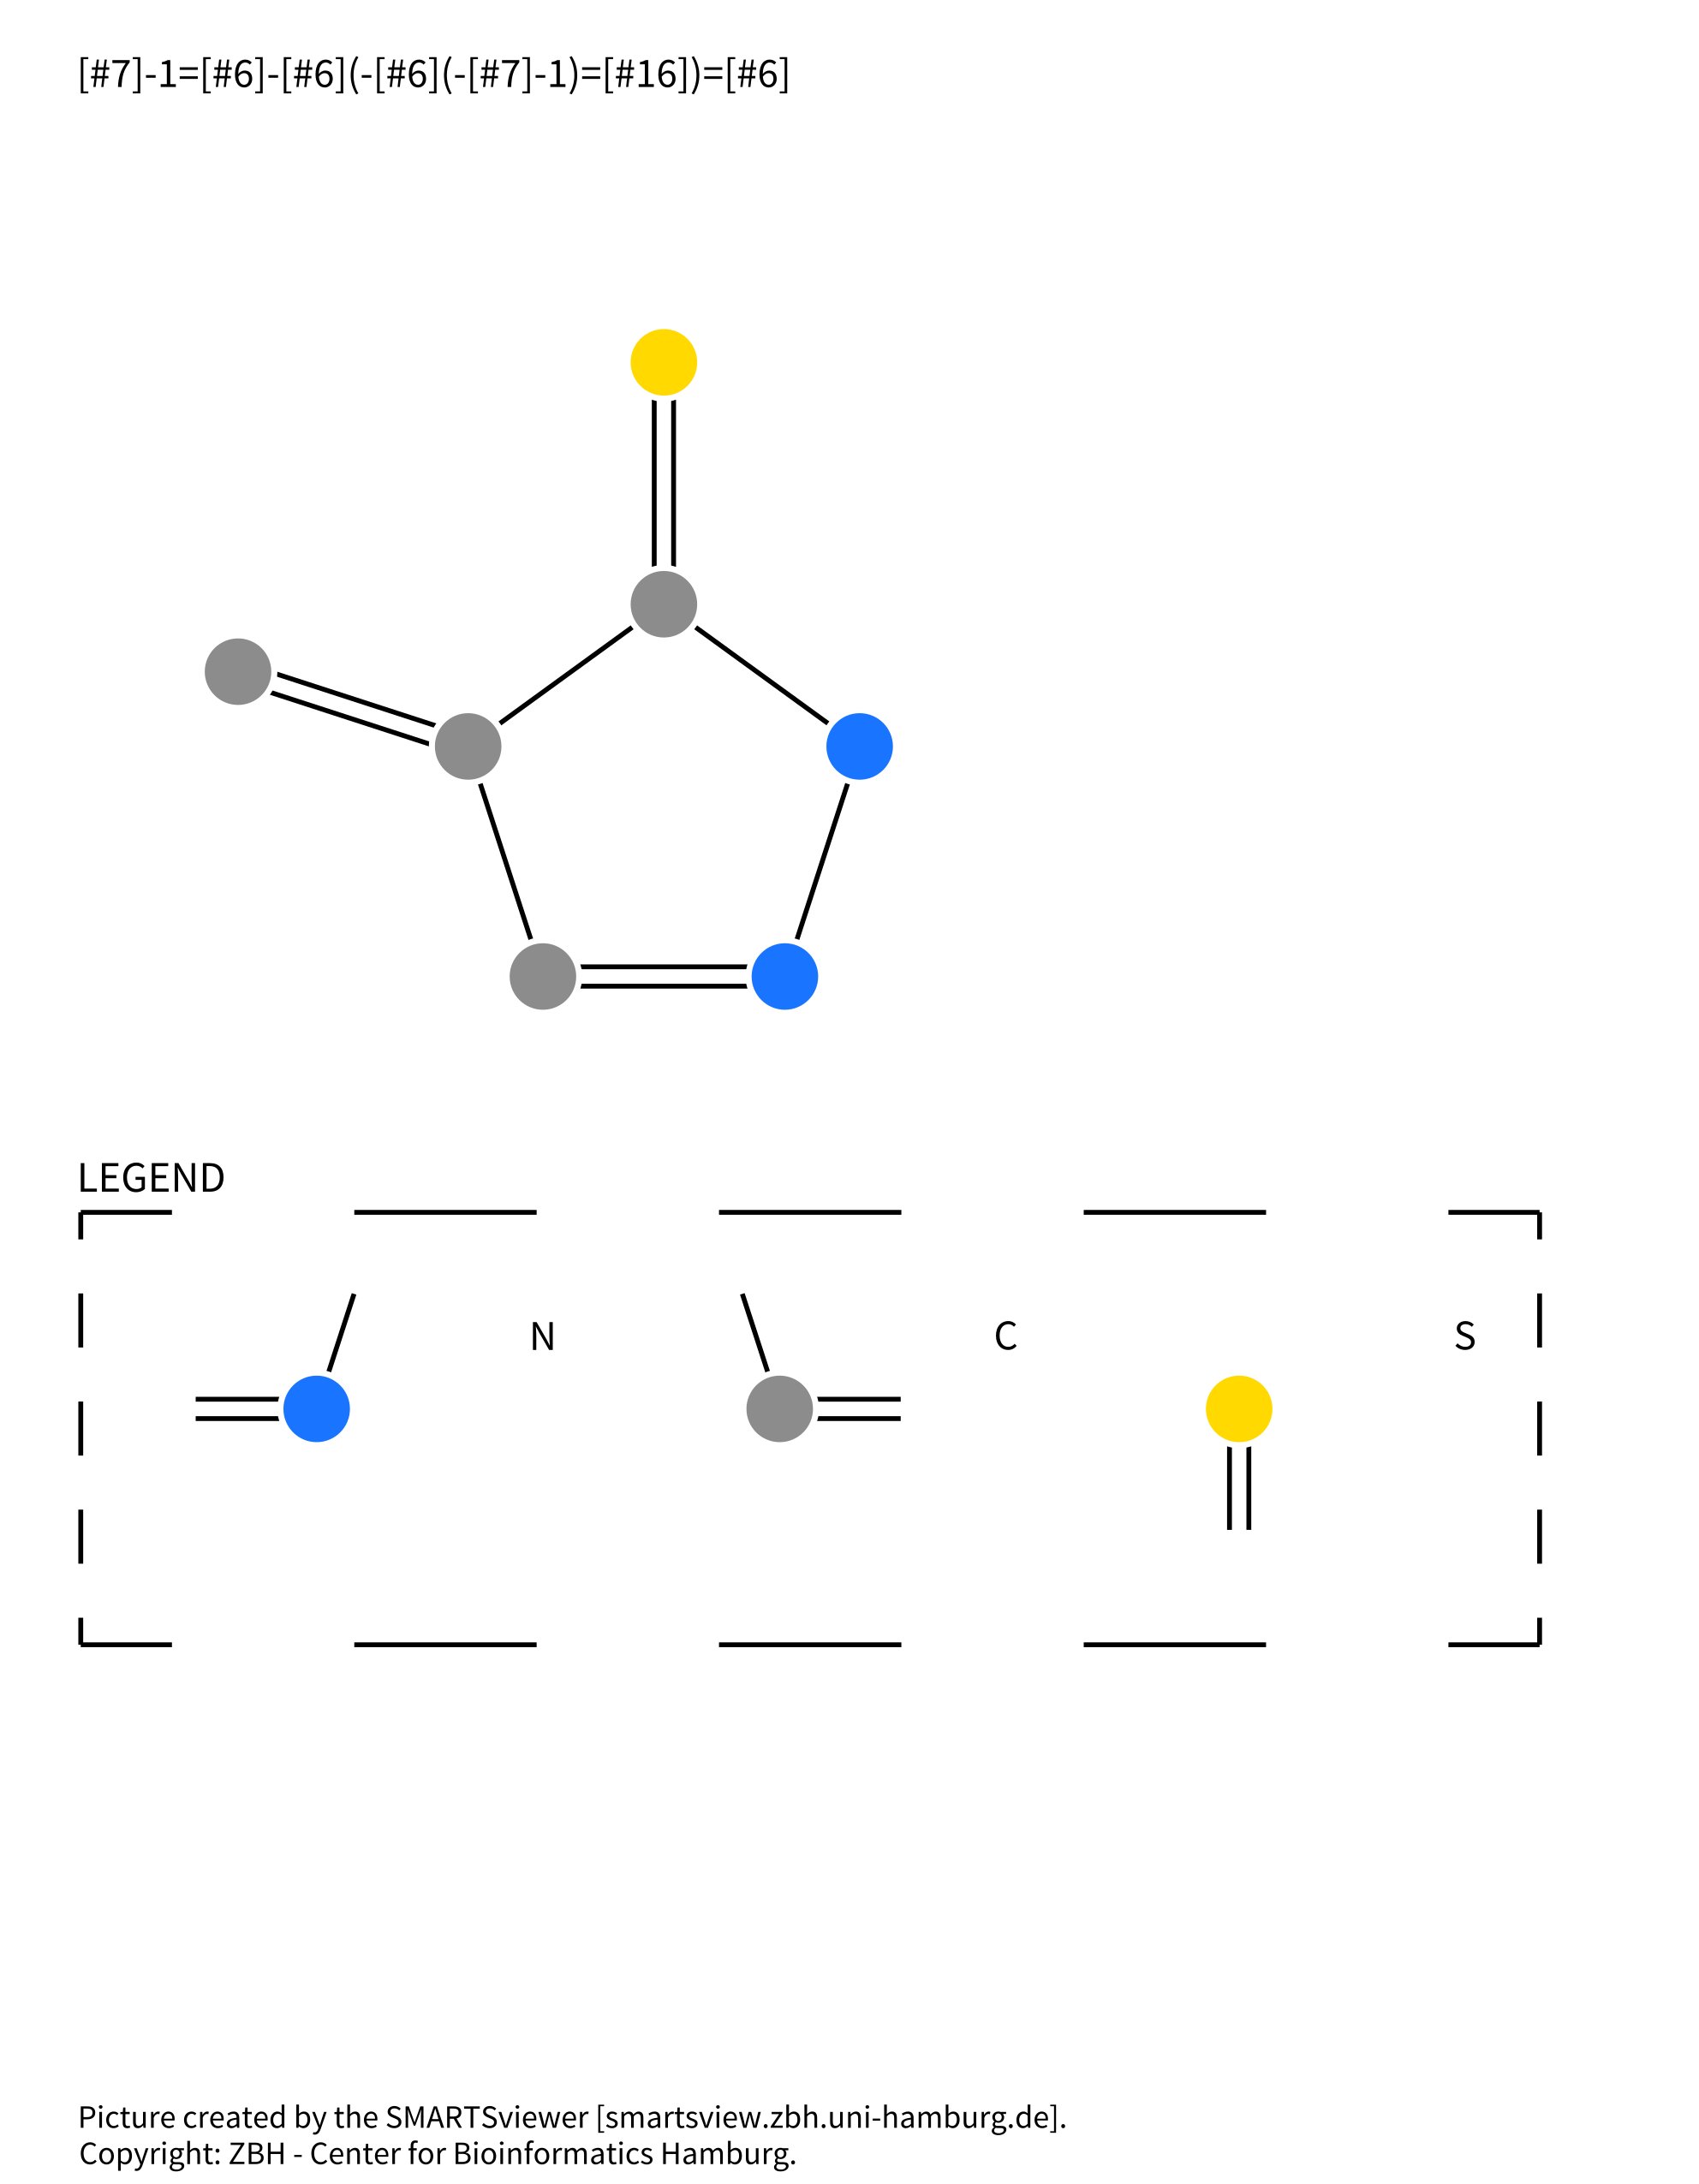 [#7]-1=[#6]-[#6](-[#6](-[#7]-1)=[#16])=[#6]
LEGEND
N C S
Picture created by the SMARTSviewer [smartsview.zbh.uni-hamburg.de].
Copyright: ZBH - Center for Bioinformatics Hamburg.